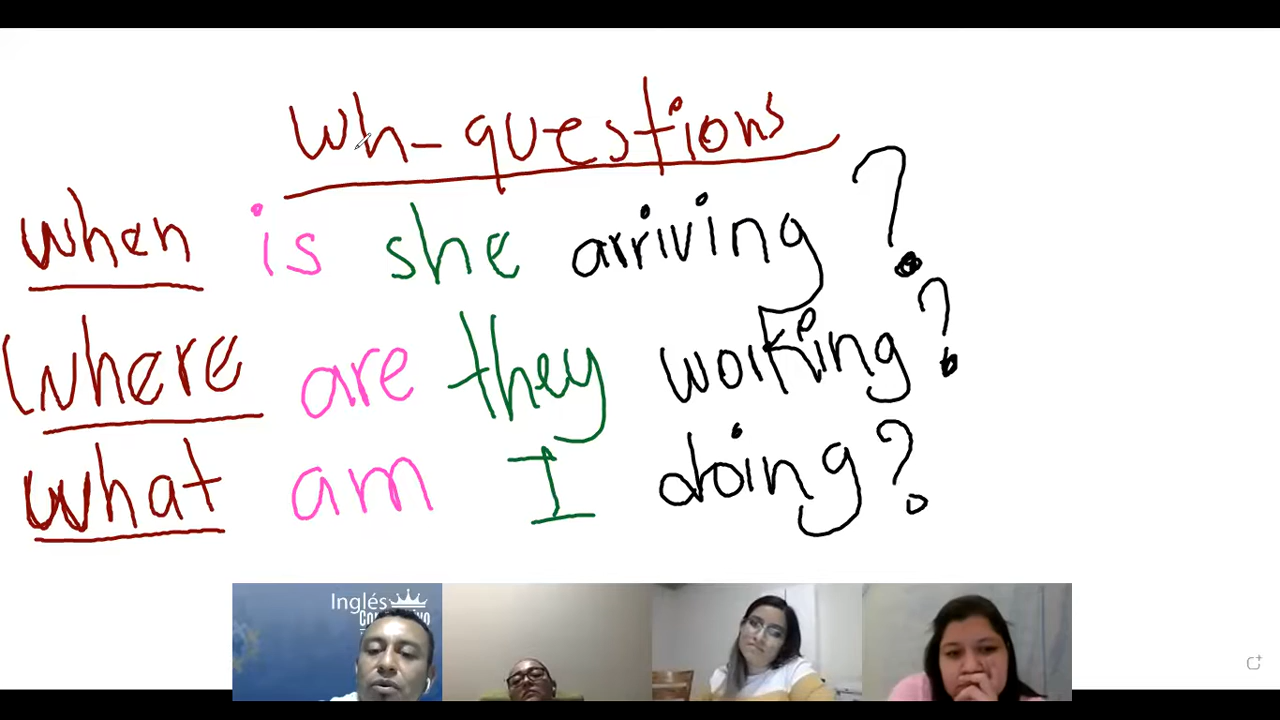 wh-questions
when is she arriving?
where are they working?
what am I doing?
Inglés